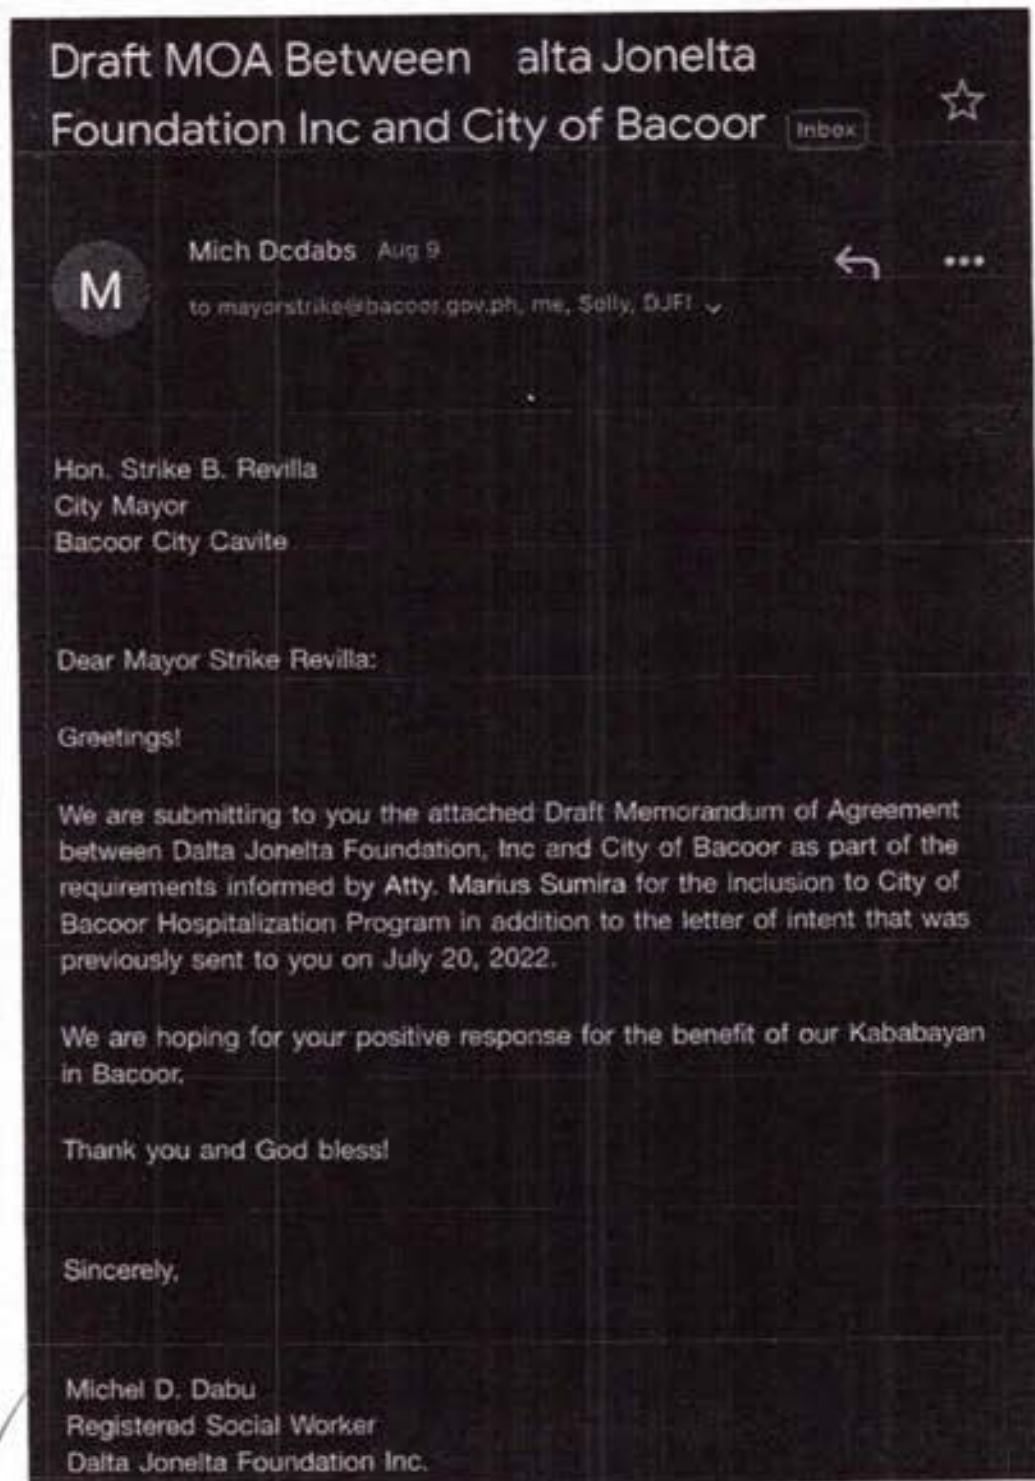 Draft MOA Between alta Jonelta
Foundation Inc and City of Bacoor Inbox
Mich Dcdabs Aug 9
M
to mayorstrike@bacoor.gov.ph, me, Solly, DJFI
Hon. Strike B. Revilla
City Mayor
Bacoor City Cavite
Dear Mayor Strike Revilla:
Greetings!
We are submitting to you the attached Draft Memorandum of Agreement
between Dalta Jonelta Foundation, Inc and City of Bacoor as part of the
requirements informed by Atty. Marius Sumira for the Inclusion to City of
Bacoor Hospitalization Program in addition to the letter of intent that was
previously sent to you on July 20, 2022.
We are hoping for your positive response for the benefit of our Kababayan
in Bacoor.
Thank you and God bless!
Sincerely,
Michel D. Dabu
Registered Social Worker
Dalta Jonelta Foundation Inc.